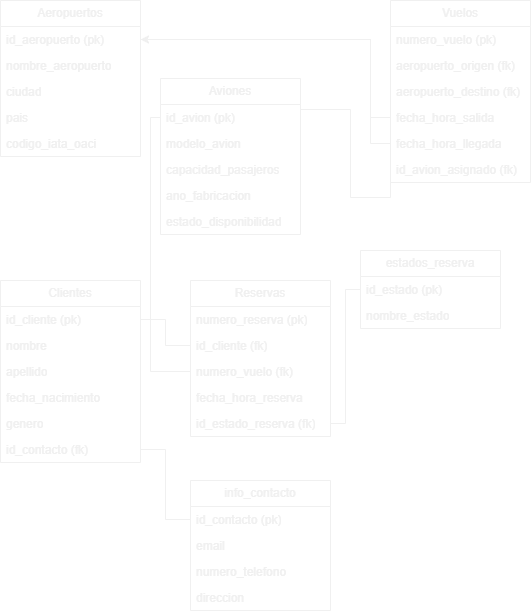 Aeropuertos
id_aeropuerto (pk)
nombre_aeropuerto
ciudad
pais
codigo_iata_oaci
Vuelos
numero_vuelo (pk)
aeropuerto_origen (fk)
aeropuerto_destino (fk)
fecha_hora_salida
fecha_hora_llegada
id_avion_asignado (fk)
Aviones
id_avion (pk)
modelo_avion
capacidad_pasajeros
ano_fabricacion
estado_disponibilidad
estados_reserva
id_estado (pk)
nombre_estado
Clientes
id_cliente (pk)
nombre
apellido
fecha_nacimiento
genero
id_contacto (fk)
Reservas
numero_reserva (pk)
id_cliente (fk)
numero_vuelo (fk)
fecha_hora_reserva
id_estado_reserva (fk)
info_contacto
id_contacto (pk)
email
numero_telefono
direccion